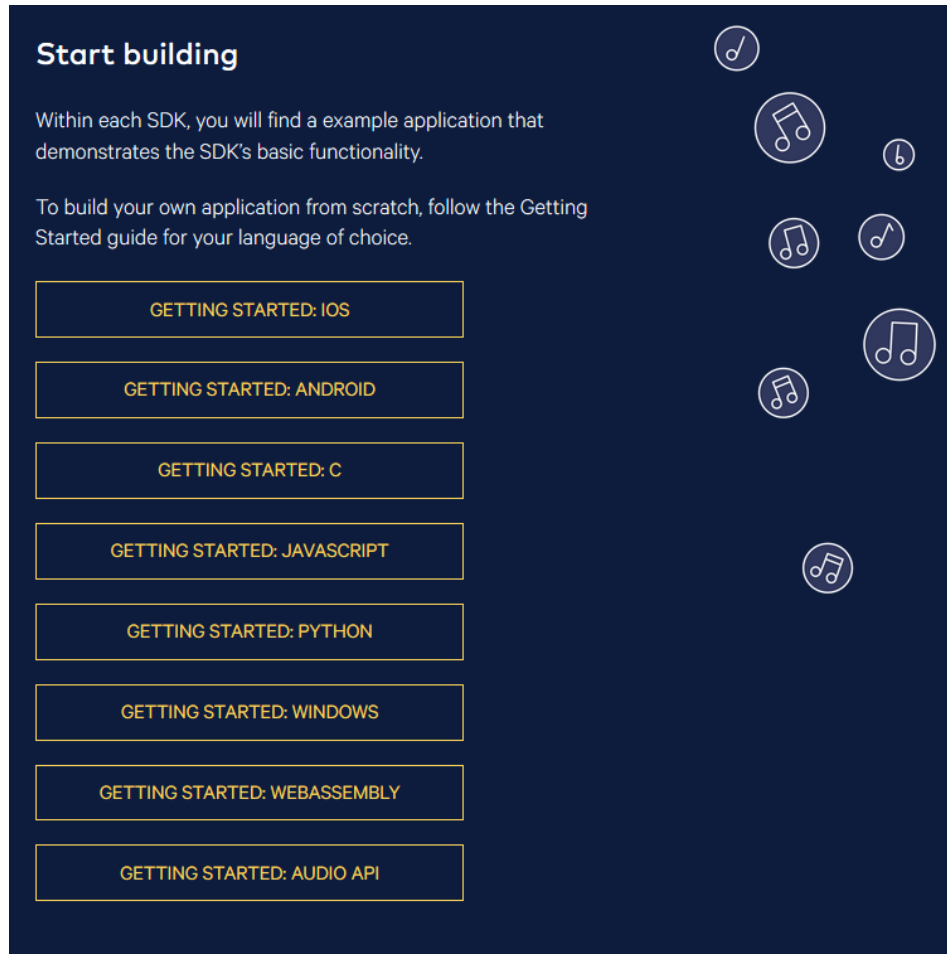 Start building
Within each SDK, you will find a example application that
demonstrates the SDK's basic functionality.
To build your own application from scratch, follow the Getting
Started guide for your language of choice.
GETTING STARTED: IOS
GETTING STARTED: ANDROID
GETTING STARTED: C
GETTING STARTED: JAVASCRIPT
GETTING STARTED: PYTHON
GETTING STARTED: WINDOWS
GETTING STARTED: WEBASSEMBLY
GETTING STARTED: AUDIO API